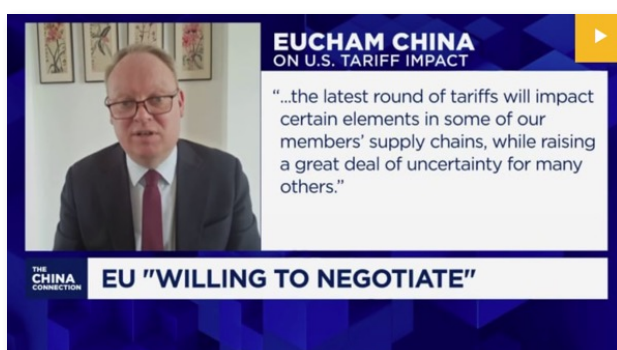 EUCHAM CHINA
ON U.S. TARIFF IMPACT
“...the latest round of tariffs will impact
certain elements in some of our
members’ supply chains, while raising
a great deal of uncertainty for many
others.”
THE
CHINA
CONNECTION
EU "WILLING TO NEGOTIATE"